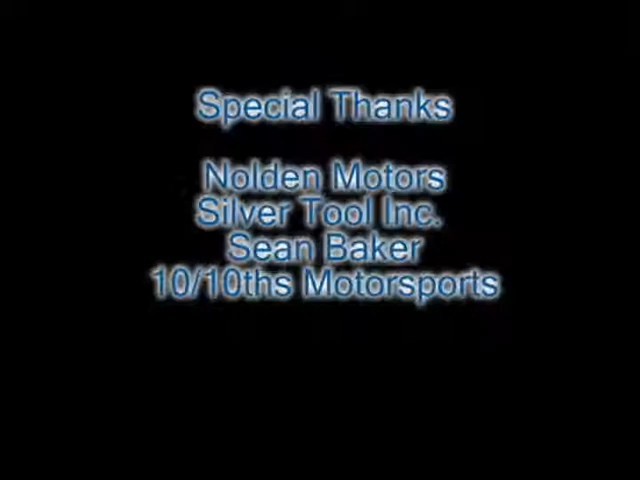 Special Thanks
Nolden Motors
Silver Tool Inc.
Sean Baker
10/10ths Motorsports